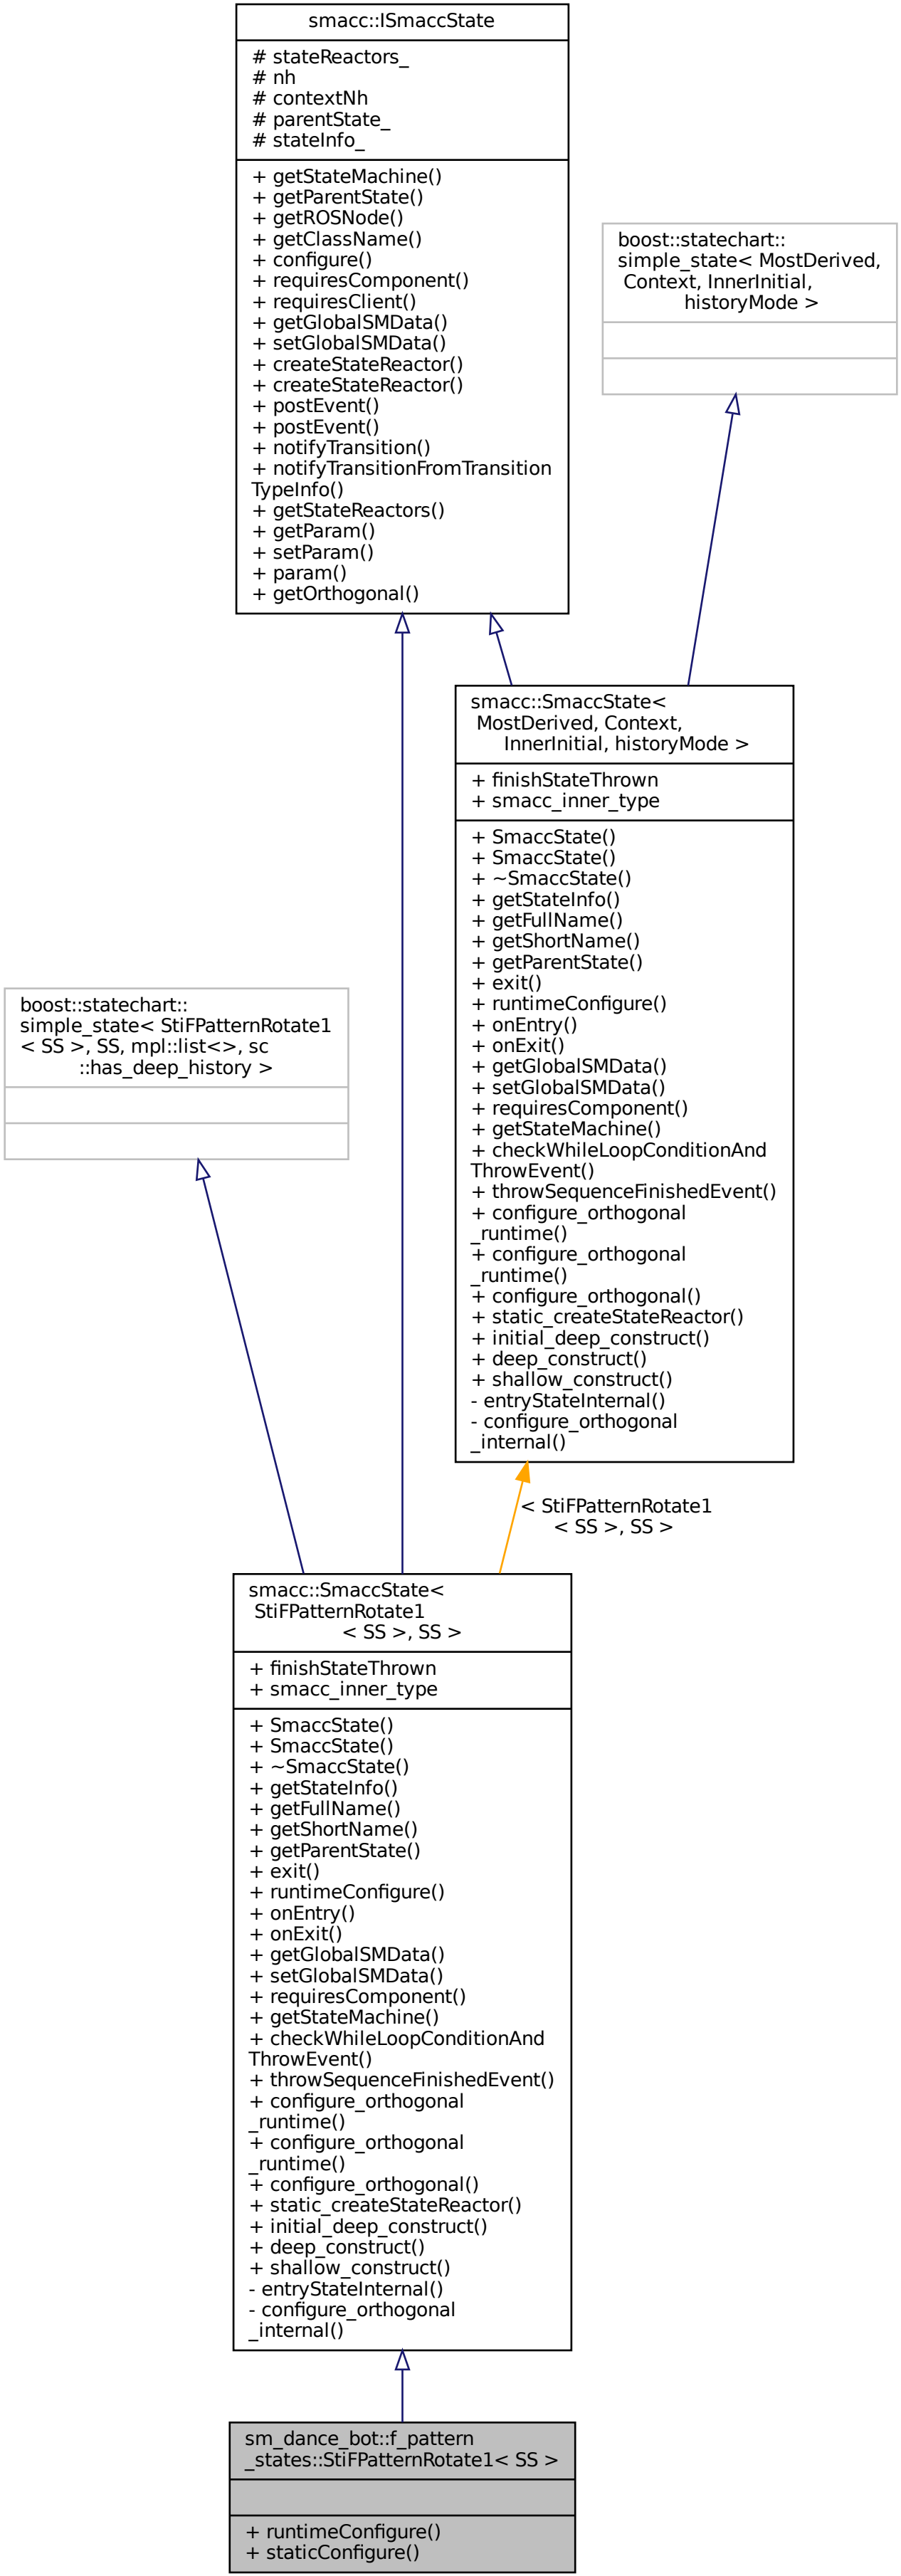 smacc::ISmaccState
# stateReactors_
# nh
# contextNh
# parentState_
# stateInfo_
+ getStateMachine()
+ getParentState()
+ getROSNode()
+ getClassName()
+ configure()
+ requiresComponent()
+ requiresClient()
+ getGlobalSMData()
+ setGlobalSMData()
+ createStateReactor()
+ createStateReactor()
+ postEvent()
+ postEvent()
+ notifyTransition()
+ notifyTransitionFromTransition
TypeInfo()
+ getStateReactors()
+ getParam()
+ setParam()
+ param()
+ getOrthogonal()
boost::statechart::
simple_state< MostDerived,
Context, InnerInitial,
historyMode >
smacc::SmaccState<
MostDerived, Context,
InnerInitial, historyMode >
+ finishStateThrown
+ smacc_inner_type
+ SmaccState()
+ SmaccState()
+ ~SmaccState()
+ getStateInfo()
+ getFullName()
+ getShortName()
+ getParentState()
+ exit()
+ runtimeConfigure()
+ onEntry()
+ onExit()
+ getGlobalSMData()
+ setGlobalSMData()
+ requiresComponent()
+ getStateMachine()
+ checkWhileLoopConditionAnd
ThrowEvent()
+ throwSequenceFinishedEvent()
+ configure_orthogonal
_runtime()
+ configure_orthogonal
_runtime()
+ configure_orthogonal()
+ static_createStateReactor()
+ initial_deep_construct()
+ deep_construct()
+ shallow_construct()
- entryStateInternal()
- configure_orthogonal
_internal()
boost::statechart::
simple_state< StiFPatternRotate1
< SS >, SS, mpl::list<>, sc
::has_deep_history >
< StiFPatternRotate1
< SS >, SS >
smacc::SmaccState<
StiFPatternRotate1
< SS >, SS >
+ finishStateThrown
+ smacc_inner_type
+ SmaccState()
+ SmaccState()
+ ~SmaccState()
+ getStateInfo()
+ getFullName()
+ getShortName()
+ getParentState()
+ exit()
+ runtimeConfigure()
+ onEntry()
+ onExit()
+ getGlobalSMData()
+ setGlobalSMData()
+ requiresComponent()
+ getStateMachine()
+ checkWhileLoopConditionAnd
ThrowEvent()
+ throwSequenceFinishedEvent()
+ configure_orthogonal
_runtime()
+ configure_orthogonal
_runtime()
+ configure_orthogonal()
+ static_createStateReactor()
+ initial_deep_construct()
+ deep_construct()
+ shallow_construct()
- entryStateInternal()
- configure_orthogonal
_internal()
sm_dance_bot::f_pattern
_states::StiFPatternRotate1< SS >
+ runtimeConfigure()
+ staticConfigure()